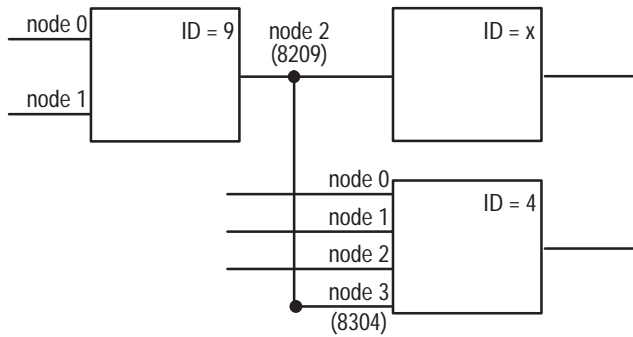 node 0
ID = 9
node 2
(8209)
ID = x
node 1
node 0
ID = 4
node 1
node 2
node 3
(8304)